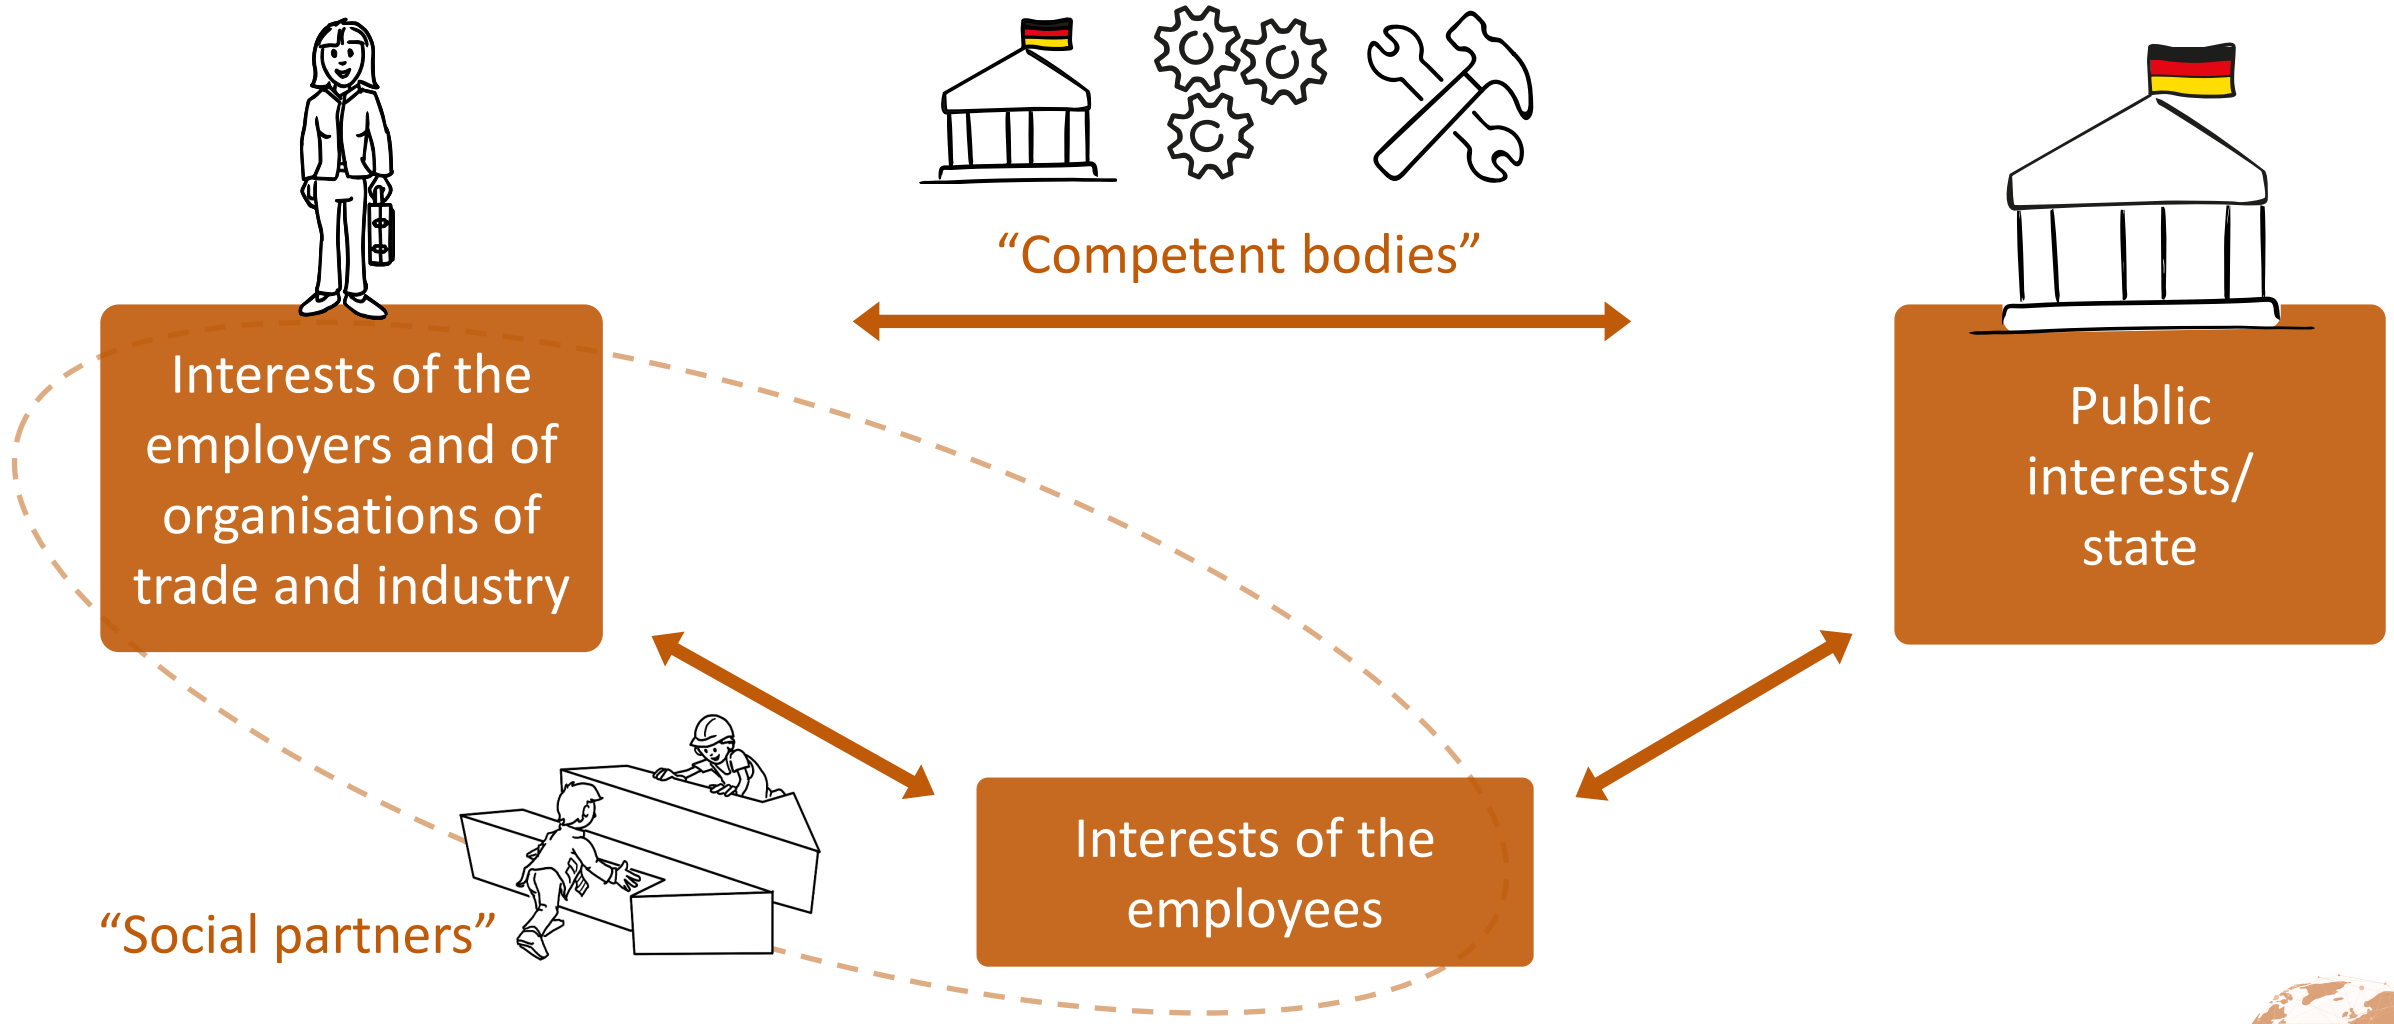 “Competent bodies”
Interests of the
employers and of
organisations of
trade and industry
Public
interests/
state
Interests of the
employees
“Social partners”